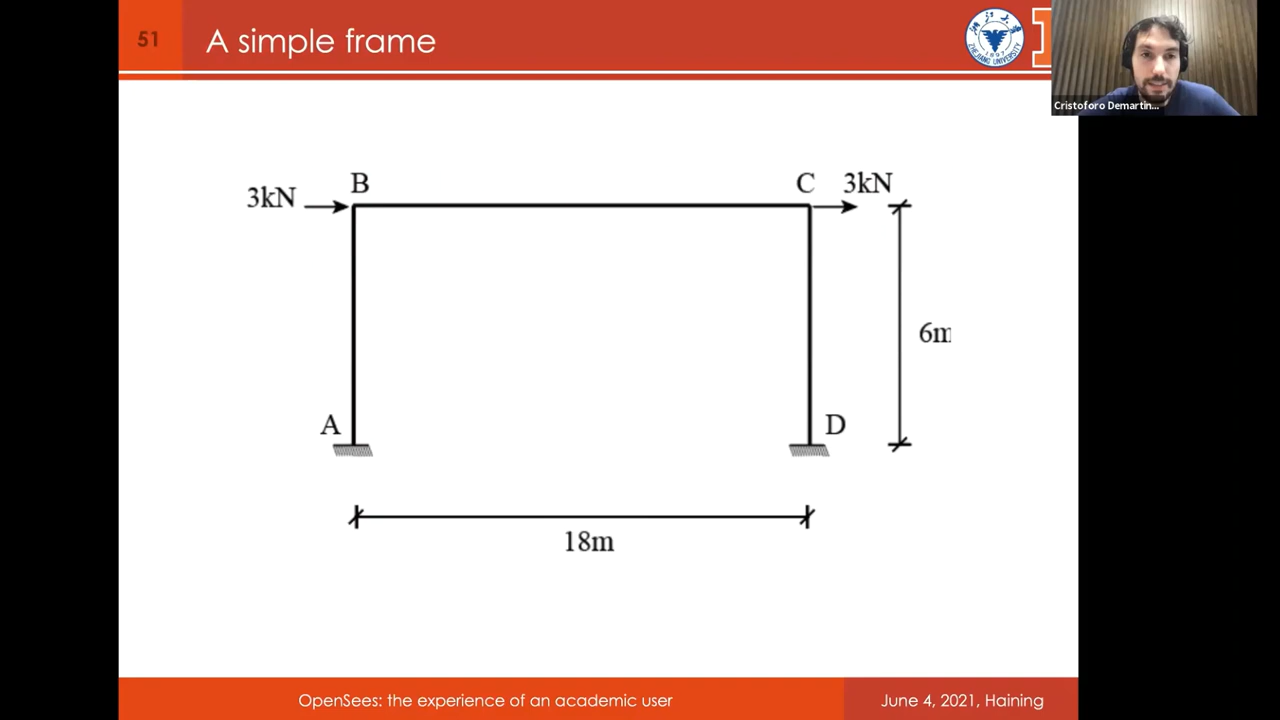 51
A simple frame
Cristoforo Demartin...
B
C
3kN
3kN
6m
A
D
18m
OpenSees: the experience of an academic user
June 4, 2021, Haining